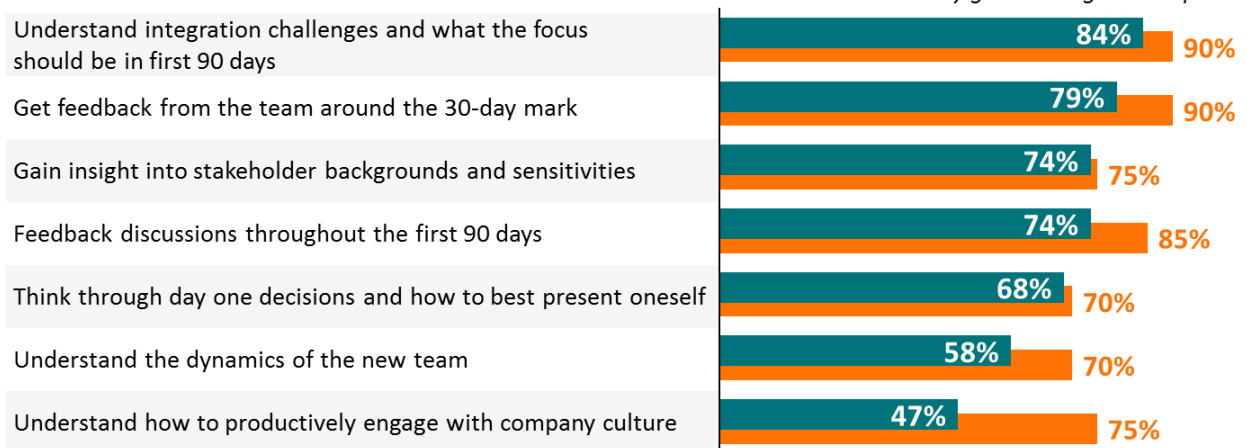 Understand integration challenges and what the focus
should be in first 90 days
84%
90%
Get feedback from the team around the 30-day mark
79%
90%
Gain insight into stakeholder backgrounds and sensitivities
74%
75%
Feedback discussions throughout the first 90 days
74%
85%
Think through day one decisions and how to best present oneself
68%
70%
Understand the dynamics of the new team
58%
70%
Understand how to productively engage with company culture
47%
75%